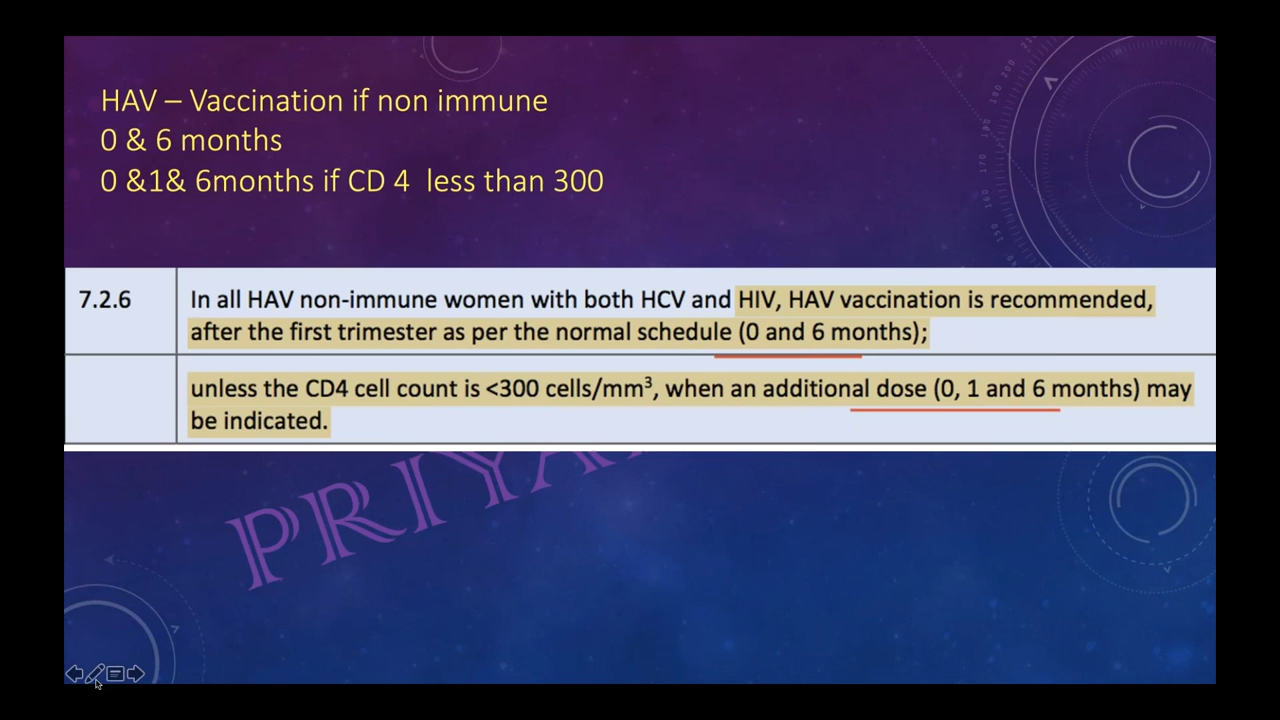 HAV – Vaccination if non immune
0 & 6 months
0 &1& 6months if CD 4 less than 300
7.2.6 In all HAV non-immune women with both HCV and HIV, HAV vaccination is recommended,
after the first trimester as per the normal schedule (0 and 6 months);
unless the CD4 cell count is <300 cells/mm³, when an additional dose (0, 1 and 6 months) may
be indicated.